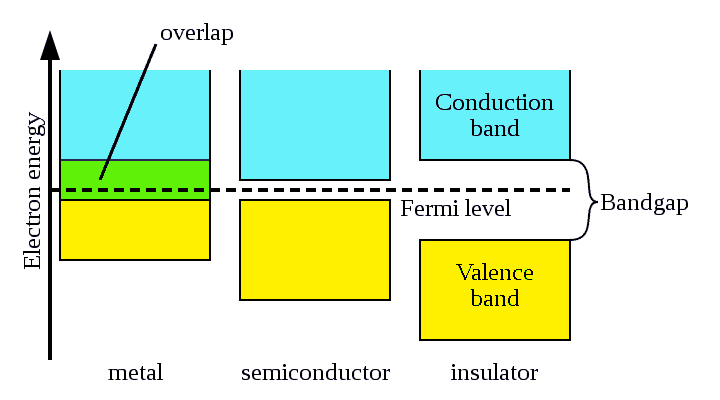 overlap
Electron energy
Conduction
band
Fermi level
Bandgap
Valence
band
metal
semiconductor
insulator